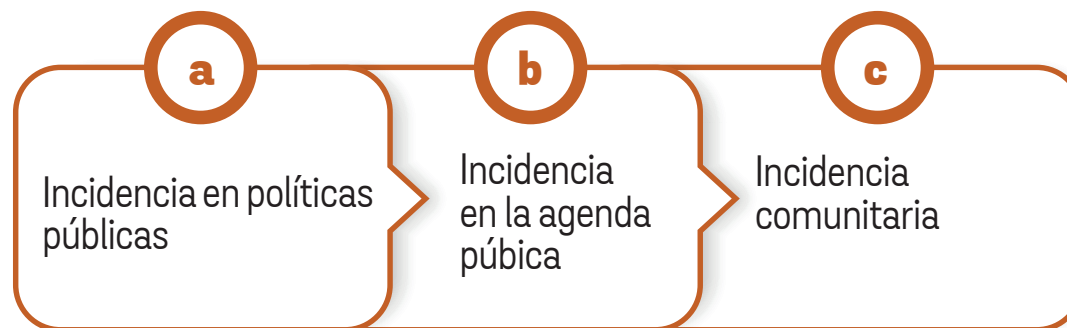 a
Incidencia en políticas
públicas
b
Incidencia
en la agenda
púbica
c
Incidencia
comunitaria